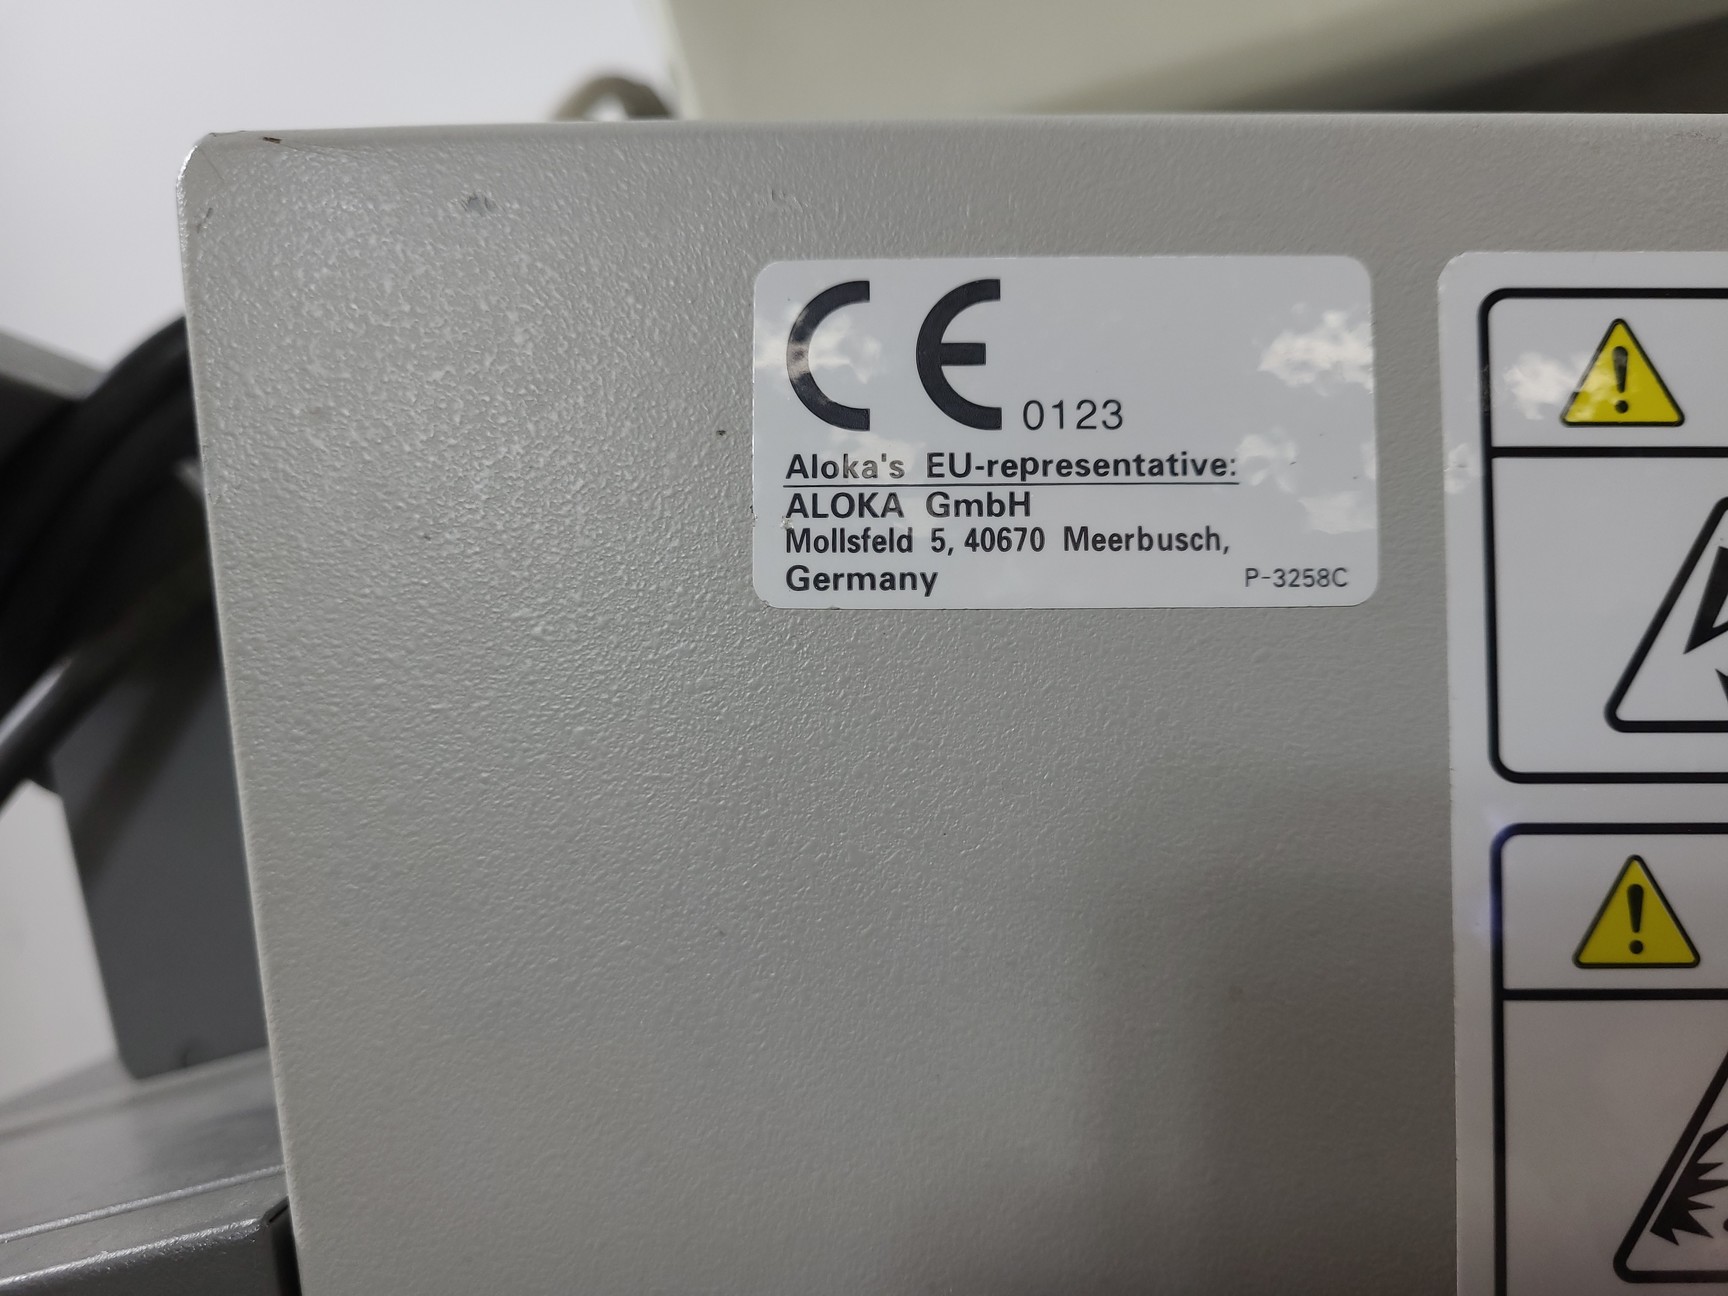 CE 0123
Aloka's EU-representative:
ALOKA GmbH
Mollsfeld 5, 40670 Meerbusch,
Germany P-3258C